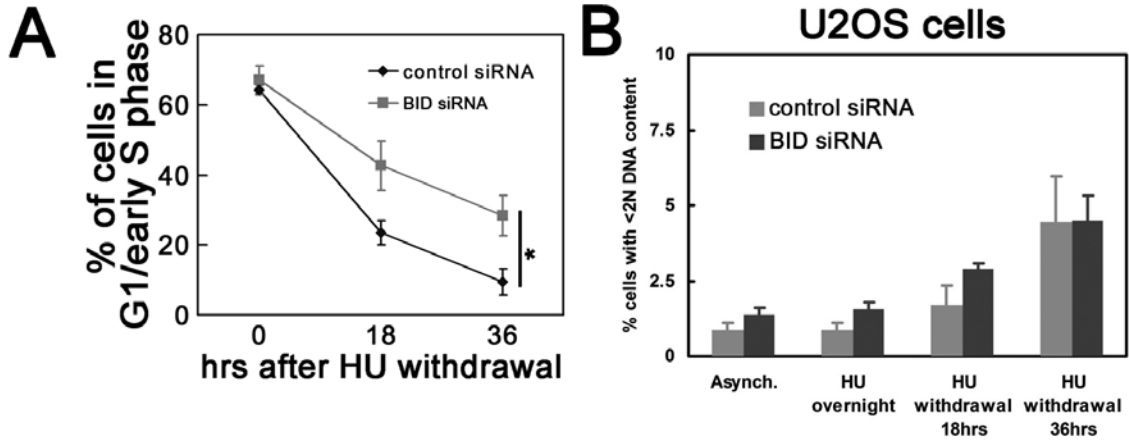 A
% of cells in
G1/early S phase
80
60
40
20
0
control siRNA
BID siRNA
*
0 18 36
hrs after HU withdrawal
B
U2OS cells
% cells with <2N DNA content
10
7.5
5
2.5
0
control siRNA
BID siRNA
Asynch.
HU
overnight
HU
withdrawal
18hrs
HU
withdrawal
36hrs